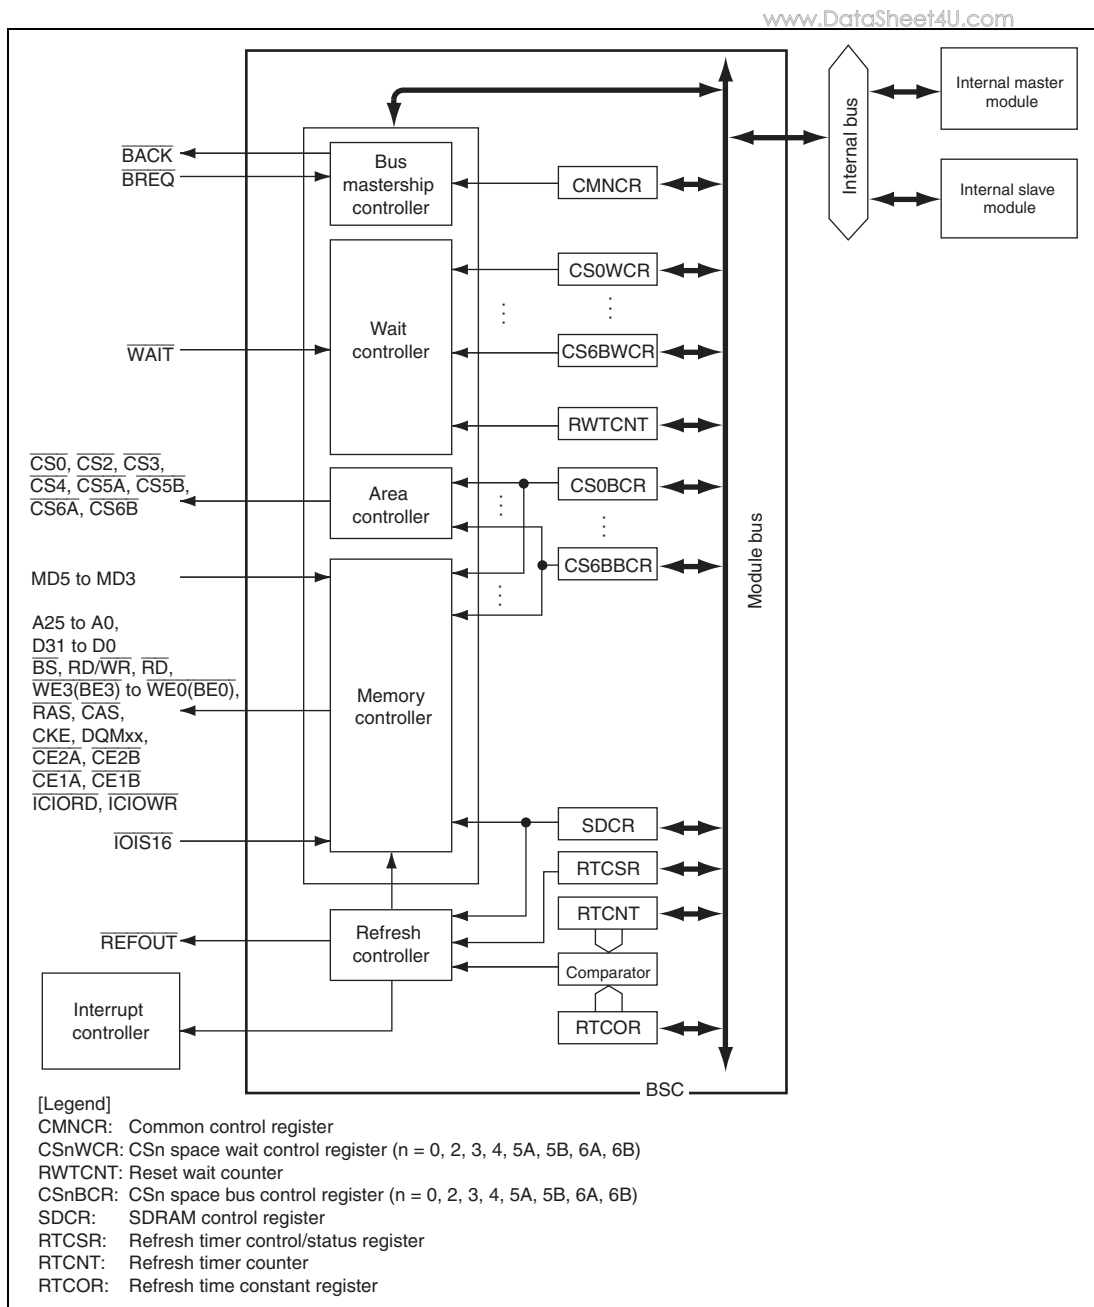 www.DataSheet4U.com
Internal master
module
Internal bus
Internal slave
module
BACK
BREQ
Bus
mastership
controller
CMNCR
CS0WCR
WAIT
Wait
controller
CS6BWCR
RWTCNT
CS0, CS2, CS3,
CS4, CS5A, CS5B,
CS6A, CS6B
Area
controller
CS0BCR
CS6BBCR
Module bus
MD5 to MD3
A25 to A0,
D31 to D0
BS, RD/WR, RD,
WE3(BE3) to WE0(BE0),
RAS, CAS,
CKE, DQMxx,
CE2A, CE2B
CE1A, CE1B
ICIORD, ICIOWR
Memory
controller
IOIS16
SDCR
RTCSR
RTCNT
REFOUT
Refresh
controller
Comparator
RTCOR
Interrupt
controller
BSC
[Legend]
CMNCR: Common control register
CSnWCR: CSn space wait control register (n = 0, 2, 3, 4, 5A, 5B, 6A, 6B)
RWTCNT: Reset wait counter
CSnBCR: CSn space bus control register (n = 0, 2, 3, 4, 5A, 5B, 6A, 6B)
SDCR: SDRAM control register
RTCSR: Refresh timer control/status register
RTCNT: Refresh timer counter
RTCOR: Refresh time constant register